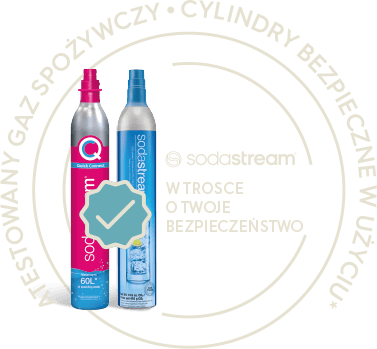 ATESTOWANY GAZ SPOŻYWCZY • CYLINDRY BEZPIECZNE W UŻYCIU*
Q
Quick Connect
sodastream
60L*
sodastream
sodastream
W TROSCE
O TWOJE
BEZPIECZEŃSTWO